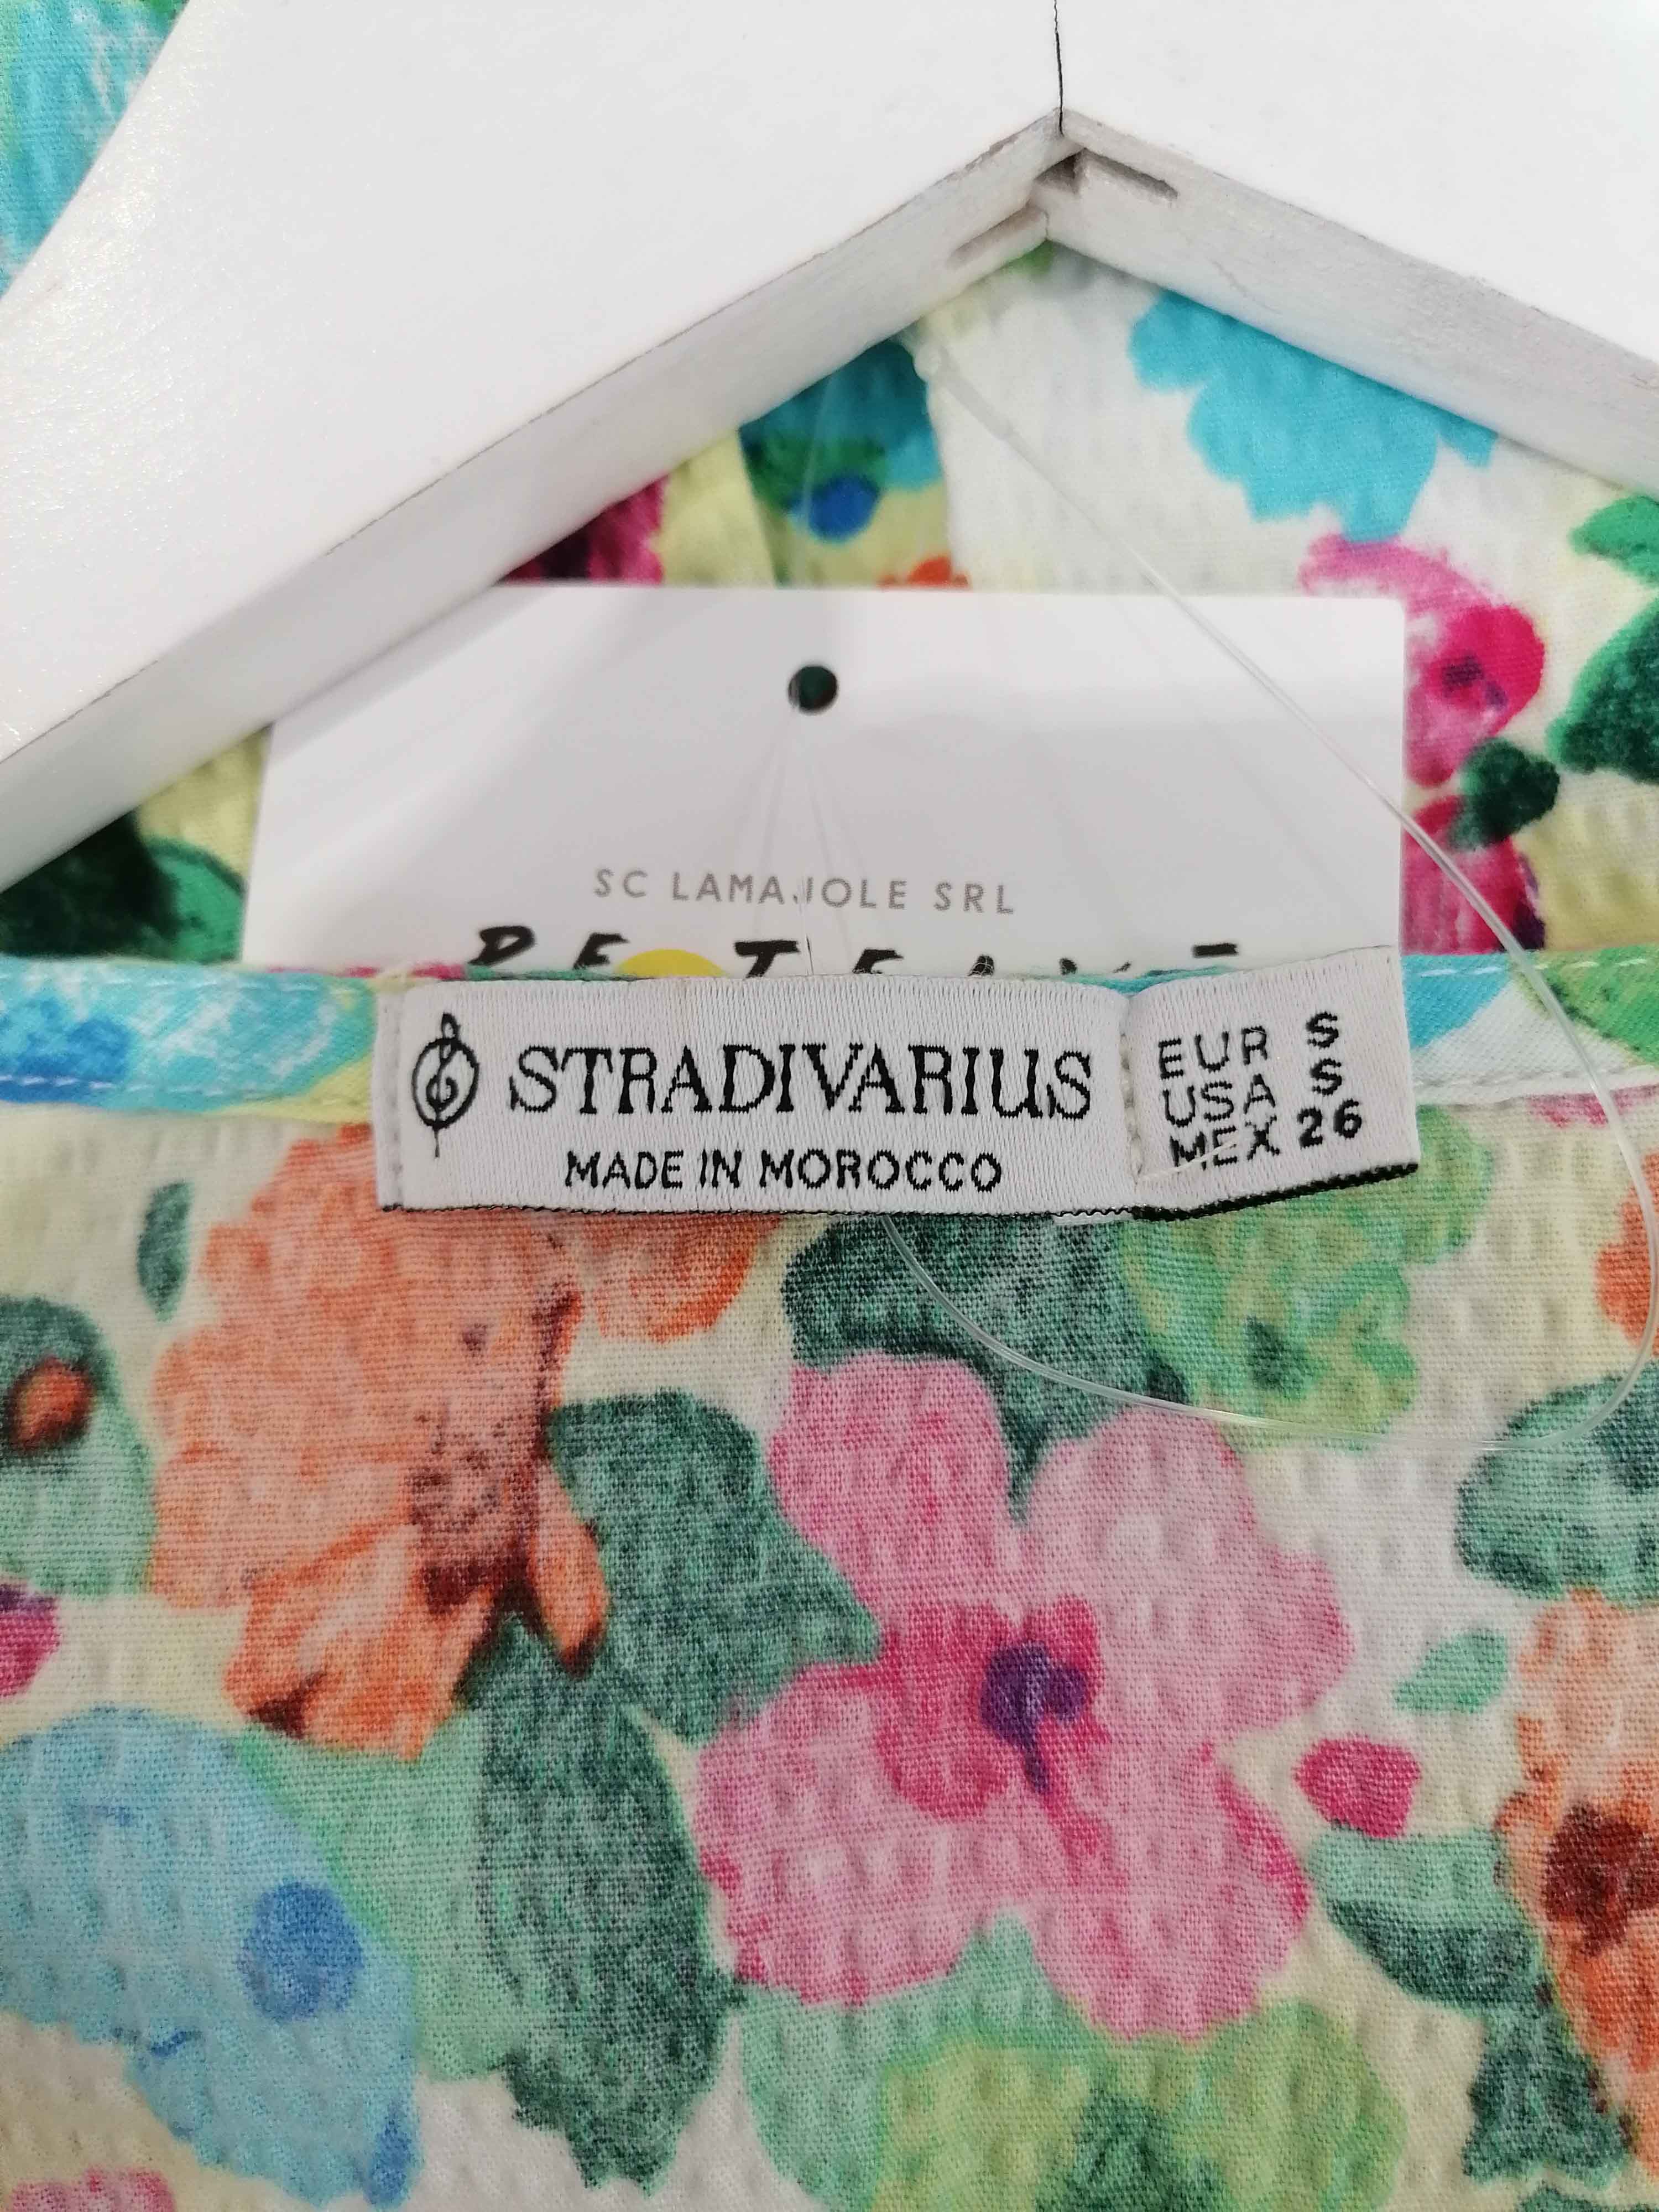 SC LAMAJOLE SRL
STRADIVARIUS
MADE IN MOROCCO
EUR S
USA S
MEX 26